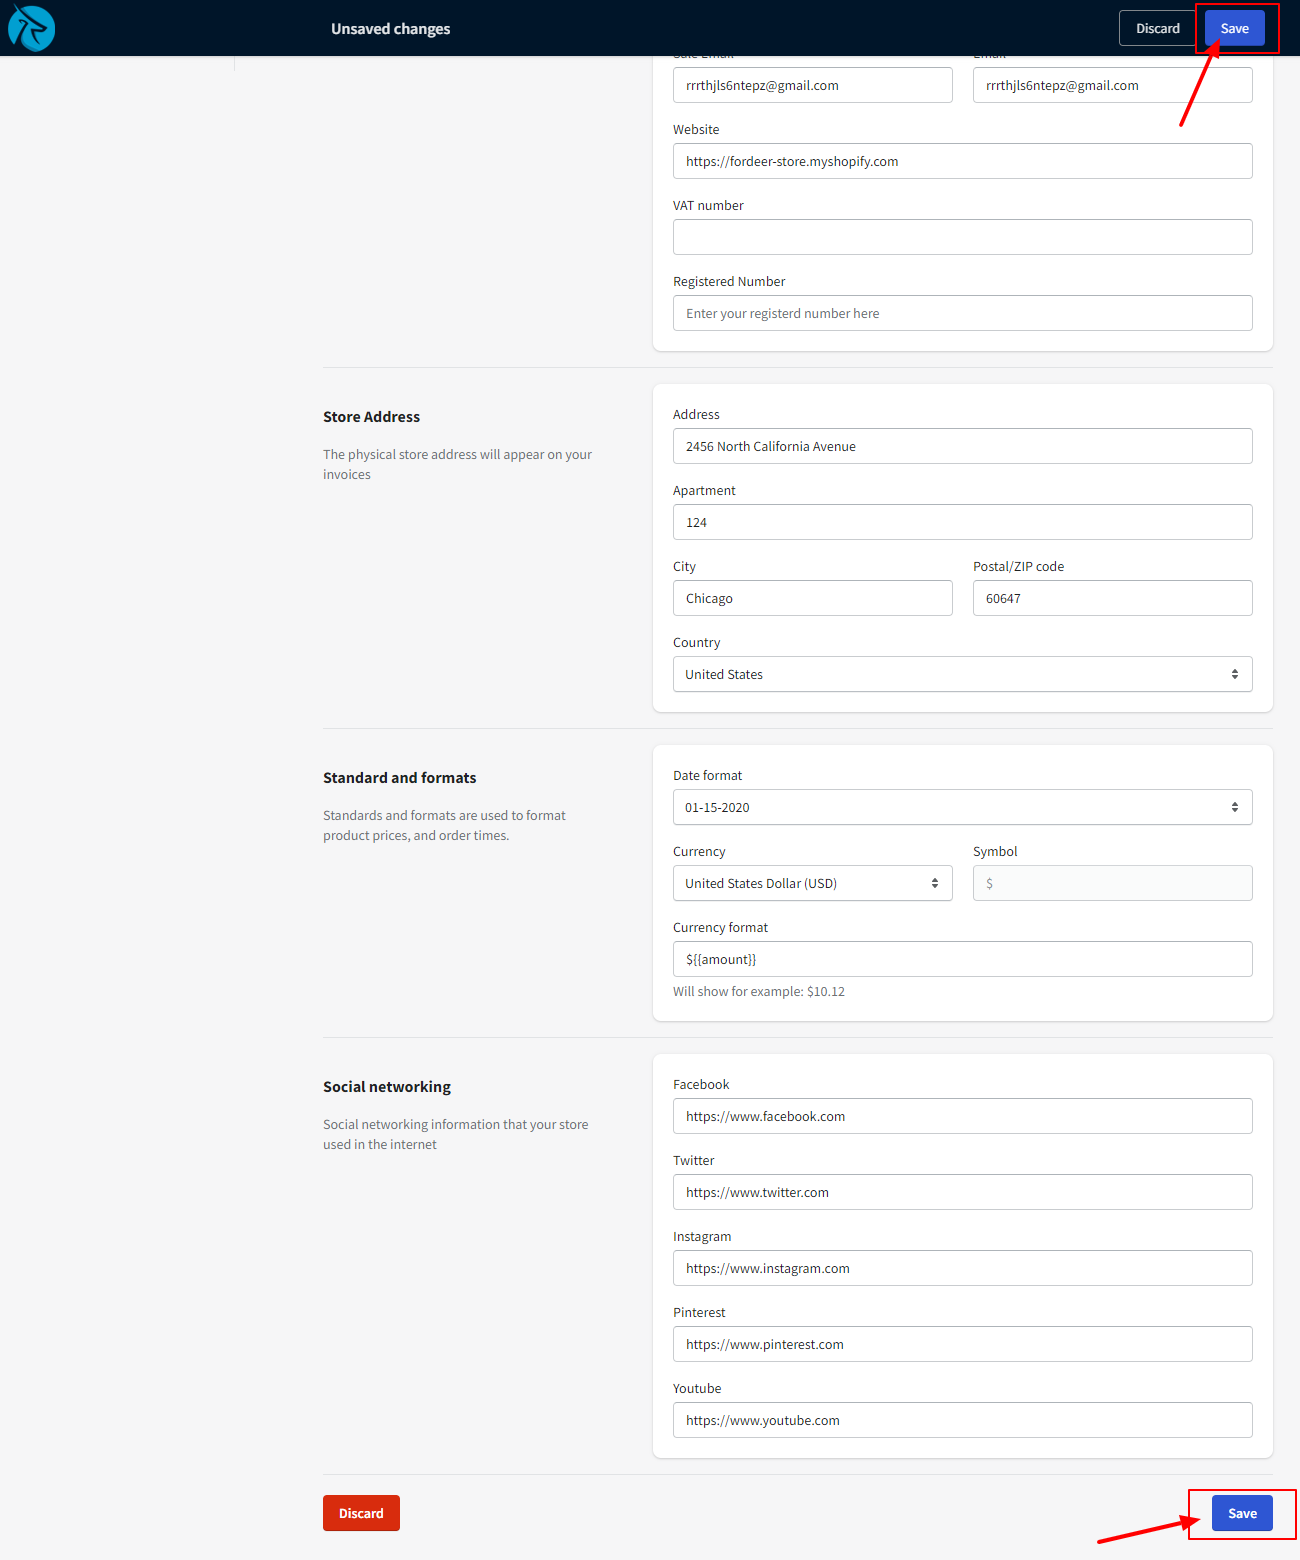 Unsaved changes
Discard
Save
Sale Email
Email
rrrthjls6ntepz@gmail.com
rrrthjls6ntepz@gmail.com
Website
https://fordeer-store.myshopify.com
VAT number
Registered Number
Enter your registerd number here
Store Address
The physical store address will appear on your
invoices
Address
2456 North California Avenue
Apartment
124
City
Postal/ZIP code
Chicago
60647
Country
United States
Standard and formats
Standards and formats are used to format
product prices, and order times.
Date format
01-15-2020
Currency
Symbol
United States Dollar (USD)
$
Currency format
${{amount}}
Will show for example: $10.12
Social networking
Social networking information that your store
used in the internet
Facebook
https://www.facebook.com
Twitter
https://www.twitter.com
Instagram
https://www.instagram.com
Pinterest
https://www.pinterest.com
Youtube
https://www.youtube.com
Discard
Save